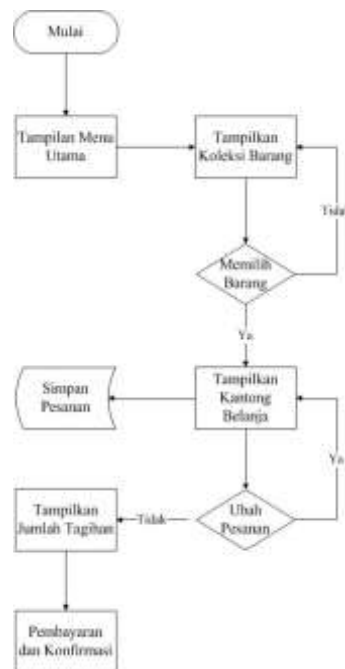 Mulai
Tampilan Menu
Utama
Tampilkan
Koleksi Barang
Tidak
Memilih
Barang
Ya
Simpan
Pesanan
Tampilkan
Kantong
Belanja
Ya
Tampilkan
Jumlah Tagihan
Tidak
Ubah
Pesanan
Pembayaran
dan Konfirmasi